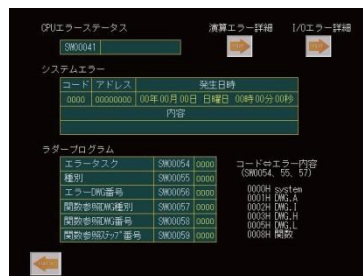 CPUエラーステータス
演算エラー詳細
I/Oエラー詳細
SW00041
システムエラー
コード アドレス 発生日時
0000 00000000 00年00月00日 日曜日 00時00分00秒
内容
ラダープログラム
エラータスク SW00054 0000
種別 SW00055 0000
エラーDWG番号 SW00056 0000
関数参照DWG種別 SW00057 0000
関数参照DWG番号 SW00058 0000
関数参照ステップ番号 SW00059 0000
コード⇔エラー内容
(SW00054, 55, 57)
0000H system
0001H DWG.A
0002H DWG.I
0003H DWG.H
0005H DWG.L
0008H 関数